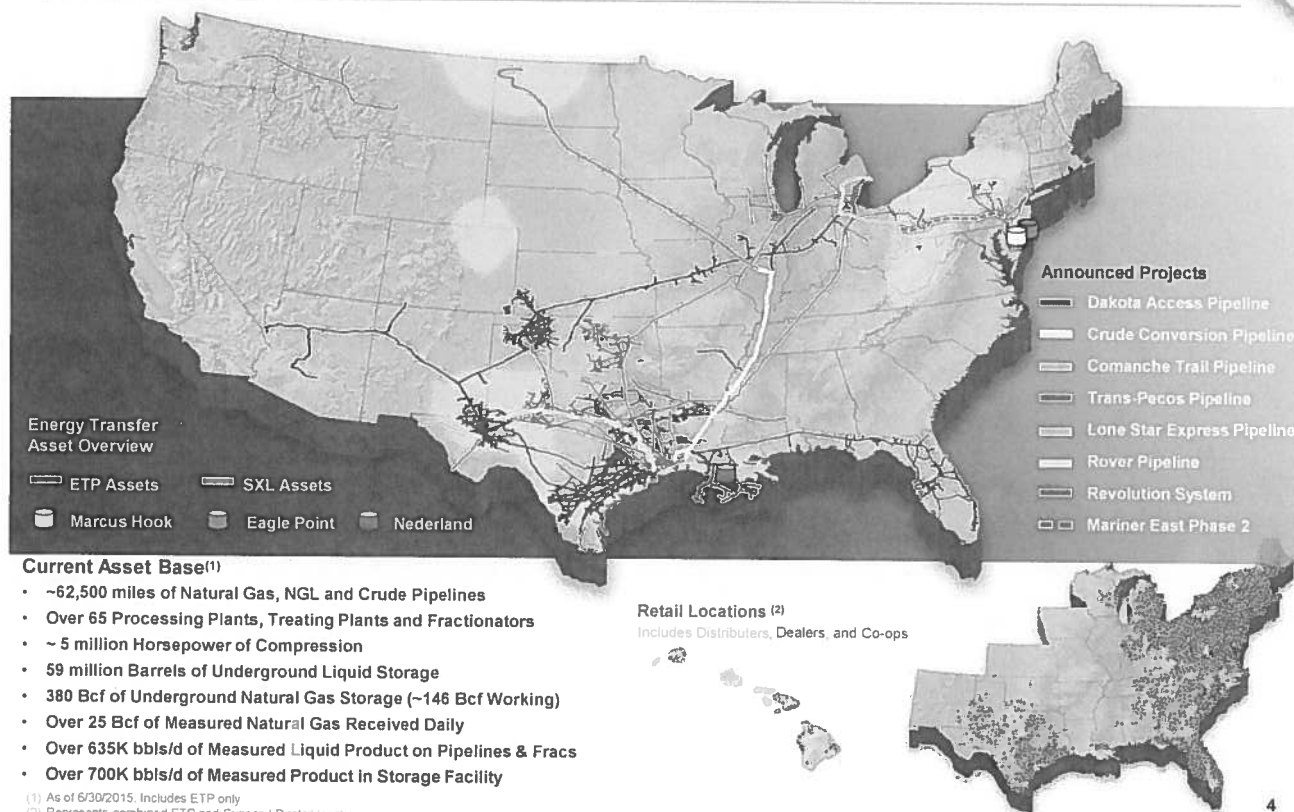 Announced Projects
Dakota Access Pipeline
Crude Conversion Pipeline
Comanche Trail Pipeline
Trans-Pecos Pipeline
Lone Star Express Pipeline
Rover Pipeline
Revolution System
Mariner East Phase 2
Energy Transfer
Asset Overview
ETP Assets
SXL Assets
Marcus Hook
Eagle Point
Nederland
Current Asset Base(1)
• ~62,500 miles of Natural Gas, NGL and Crude Pipelines
• Over 65 Processing Plants, Treating Plants and Fractionators
• ~ 5 million Horsepower of Compression
• 59 million Barrels of Underground Liquid Storage
• 380 Bcf of Underground Natural Gas Storage (~146 Bcf Working)
• Over 25 Bcf of Measured Natural Gas Received Daily
• Over 635K bbls/d of Measured Liquid Product on Pipelines & Fracs
• Over 700K bbls/d of Measured Product in Storage Facility
Retail Locations (2)
Includes Distributers, Dealers, and Co-ops
(1) As of 6/30/2015. Includes ETP only
(2) Represents combined ETP and
4